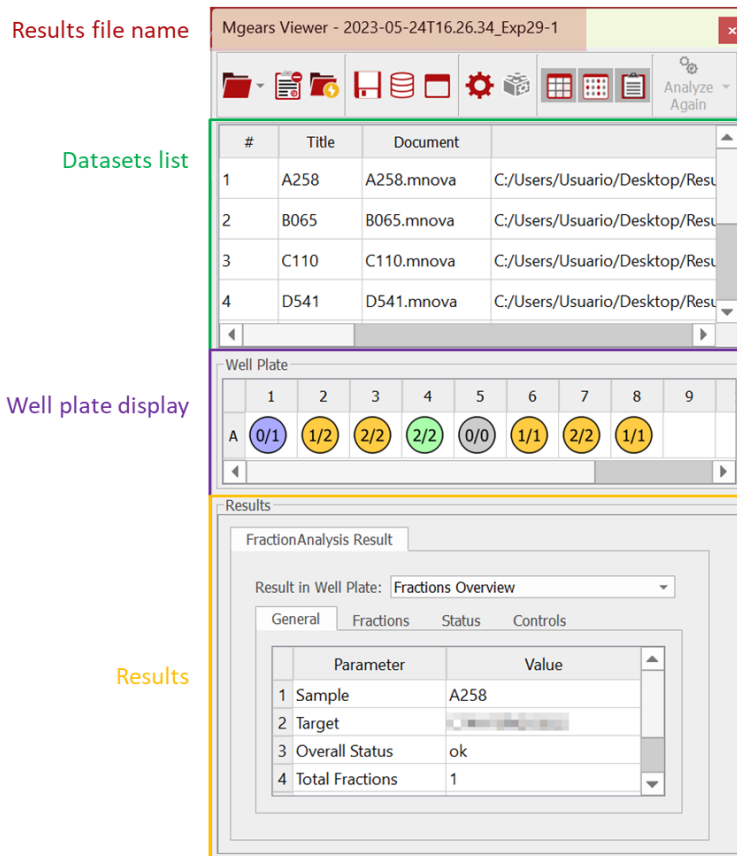 Results file name
Mgears Viewer - 2023-05-24T16.26.34_Exp29-1
Analyze
Again
Datasets list
# Title Document
1 A258 A258.mnova C:/Users/Usuario/Desktop/Resu
2 B065 B065.mnova C:/Users/Usuario/Desktop/Resu
3 C110 C110.mnova C:/Users/Usuario/Desktop/Resu
4 D541 D541.mnova C:/Users/Usuario/Desktop/Resu
Well Plate
Well plate display
1 2 3 4 5 6 7 8 9
A 0/1 1/2 2/2 2/2 0/0 1/1 2/2 1/1
Results
FractionAnalysis Result
Result in Well Plate: Fractions Overview
General Fractions Status Controls
Results
Parameter Value
1 Sample A258
2 Target
3 Overall Status ok
4 Total Fractions 1